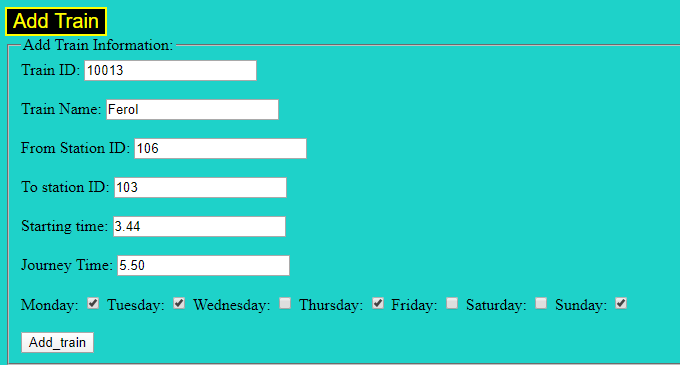 Add Train
Add Train Information:
Train ID: 10013
Train Name: Ferol
From Station ID: 106
To station ID: 103
Starting time: 3.44
Journey Time: 5.50
Monday: Tuesday: Wednesday: Thursday: Friday: Saturday: Sunday:
Add_train